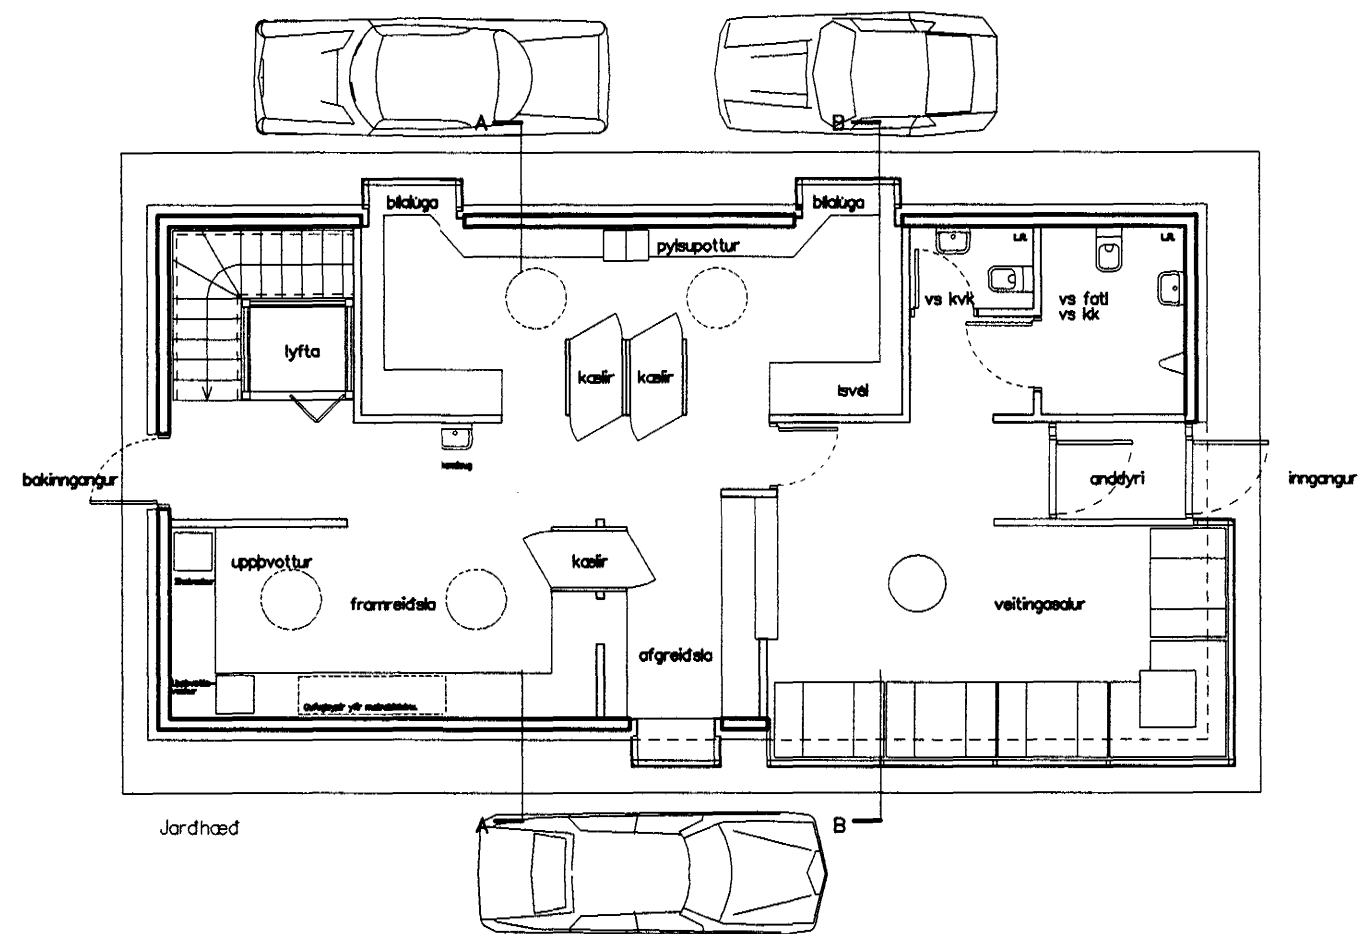 A
B
bílalúga
bílalúga
pylsupottur
vs kvk
vs fatl
vs kk
lyfta
kælir
kælir
ísvél
bakinngangur
anddyri
inngangur
uppþvottur
kælir
framreiðsla
veitingasalur
afgreiðsla
Jarðhæð
A
B